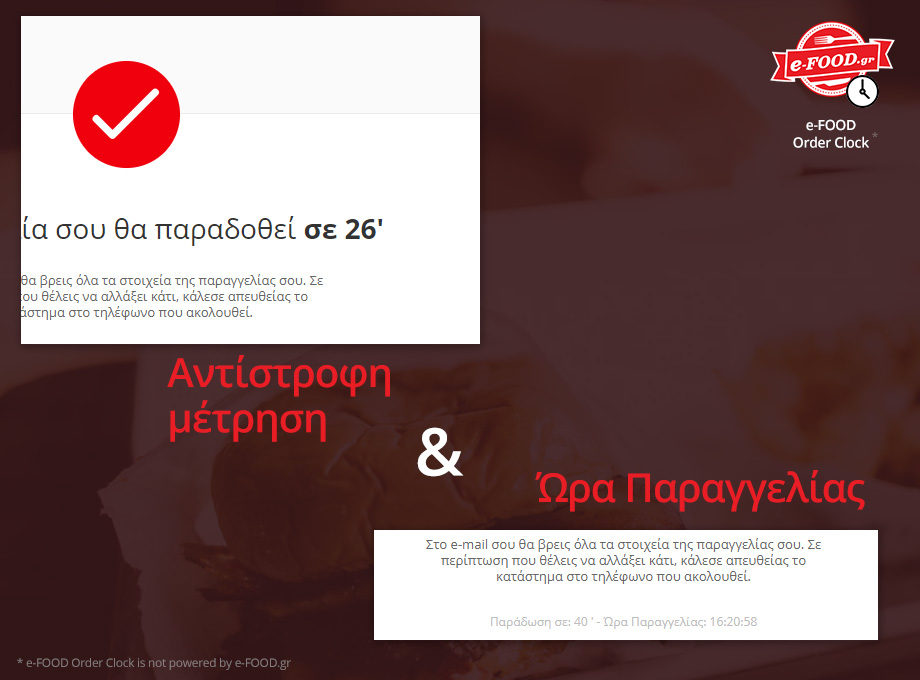 e-FOOD.gr
e-FOOD
Order Clock *
ία σου θα παραδοθεί σε 26'
θα βρεις όλα τα στοιχεία της παραγγελίας σου. Σε
ου θέλεις να αλλάξει κάτι, κάλεσε απευθείας το
άστημα στο τηλέφωνο που ακολουθεί.
Αντίστροφη
μέτρηση
&
Ώρα Παραγγελίας
Στο e-mail σου θα βρεις όλα τα στοιχεία της παραγγελίας σου. Σε
περίπτωση που θέλεις να αλλάξει κάτι, κάλεσε απευθείας το
κατάστημα στο τηλέφωνο που ακολουθεί.
Παράδωση σε: 40 ' - Ώρα Παραγγελίας: 16:20:58
* e-FOOD Order Clock is not powered by e-FOOD.gr